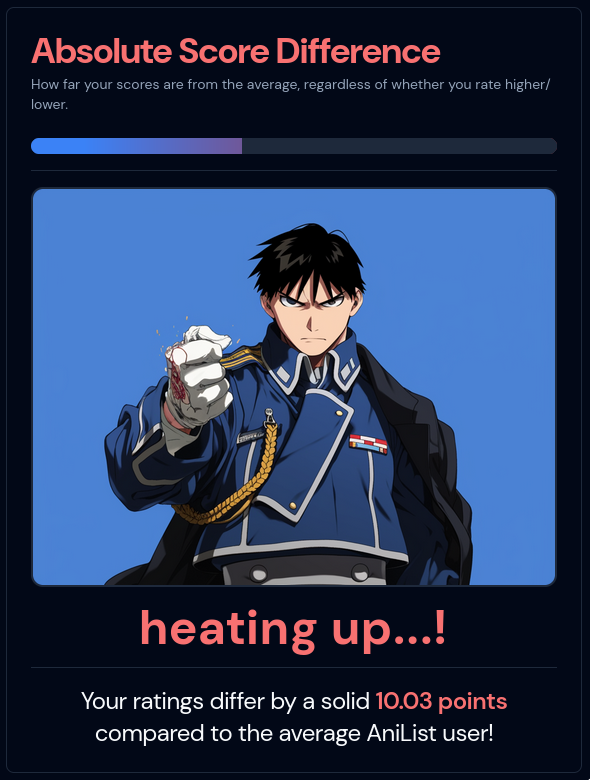 Absolute Score Difference
How far your scores are from the average, regardless of whether you rate higher/
lower.
heating up...!
Your ratings differ by a solid 10.03 points
compared to the average AniList user!